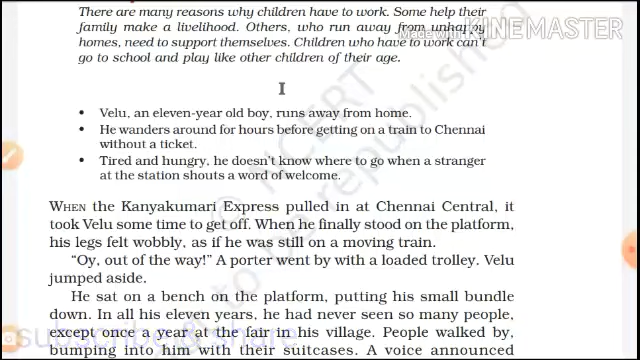 There are many reasons why children have to work. Some help their
family make a livelihood. Others, who run away from unhappy
homes, need to support themselves. Children who have to work can't
go to school and play like other children of their age.
Made with KINEMASTER
I
• Velu, an eleven-year old boy, runs away from home.
• He wanders around for hours before getting on a train to Chennai
without a ticket.
• Tired and hungry, he doesn't know where to go when a stranger
at the station shouts a word of welcome.
WHEN the Kanyakumari Express pulled in at Chennai Central, it
took Velu some time to get off. When he finally stood on the platform,
his legs felt wobbly, as if he was still on a moving train.
"Oy, out of the way!" A porter went by with a loaded trolley. Velu
jumped aside.
He sat on a bench on the platform, putting his small bundle
down. In all his eleven years, he had never seen so many people,
except once a year at the fair in his village. People walked by,
bumping into him with their suitcases. A voice announced
subscribe & share
© NCERT
not to be republished